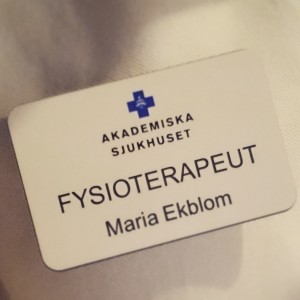 AKADEMISKA
SJUKHUSET
FYSIOTERAPEUT
Maria Ekblom